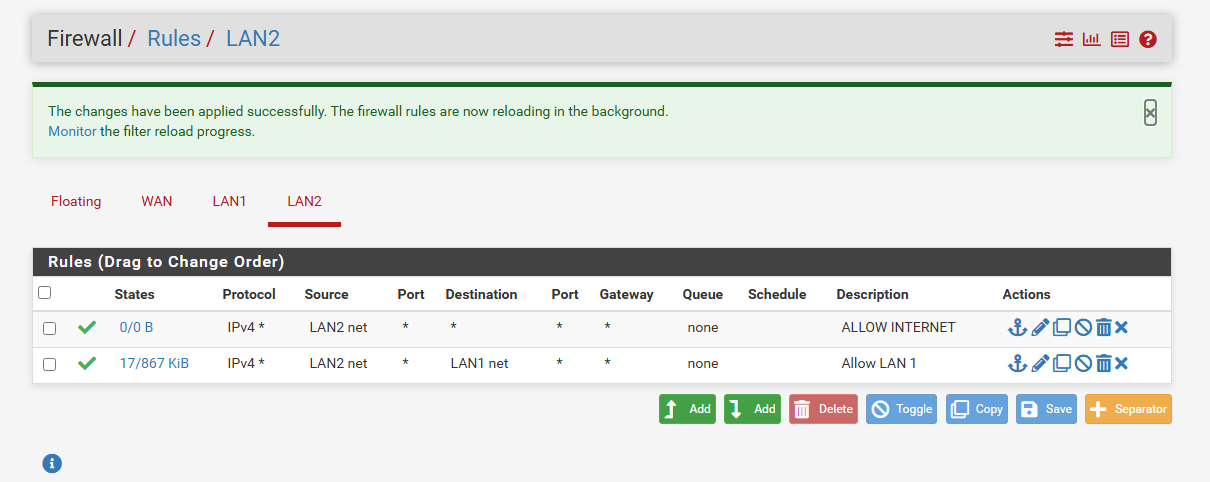 Firewall / Rules / LAN2
The changes have been applied successfully. The firewall rules are now reloading in the background.
Monitor the filter reload progress.
Floating WAN LAN1 LAN2
Rules (Drag to Change Order)
States Protocol Source Port Destination Port Gateway Queue Schedule Description Actions
0/0 B IPv4 * LAN2 net * * * * none ALLOW INTERNET
17/867 KiB IPv4 * LAN2 net * LAN1 net * * none Allow LAN 1
Add Add Delete Toggle Copy Save Separator